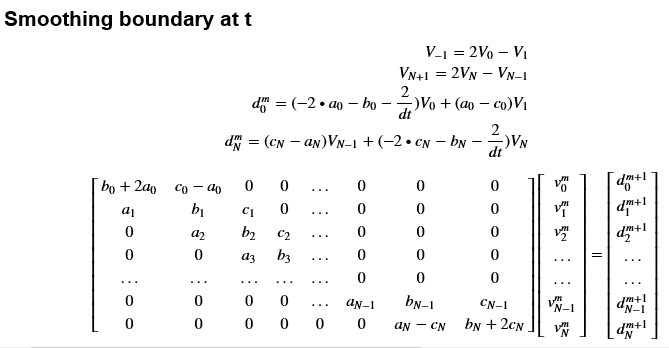 Smoothing boundary at t
V₋₁ = 2V₀ − V₁
V_{N+1} = 2V_N − V_{N−1}
d₀^m = (−2 • a₀ − b₀ − 2/dt)V₀ + (a₀ − c₀)V₁
d_N^m = (c_N − a_N)V_{N−1} + (−2 • c_N − b_N − 2/dt)V_N
[ b₀ + 2a₀ c₀ − a₀ 0 0 … 0 0 0 ] [ v₀^m ] = [ d₀^{m+1} ]
[ a₁ b₁ c₁ 0 … 0 0 0 ] [ v₁^m ] [ d₁^{m+1} ]
[ 0 a₂ b₂ c₂ … 0 0 0 ] [ v₂^m ] [ d₂^{m+1} ]
[ 0 0 a₃ b₃ … 0 0 0 ] [ … ] [ … ]
[ … … … … … 0 0 0 ] [ … ] [ … ]
[ 0 0 0 0 … a_{N−1} b_{N−1} c_{N−1} ] [ v_{N−1}^m ] [ d_{N−1}^{m+1} ]
[ 0 0 0 0 0 0 a_N − c_N b_N + 2c_N ] [ v_N^m ] [ d_N^{m+1} ]